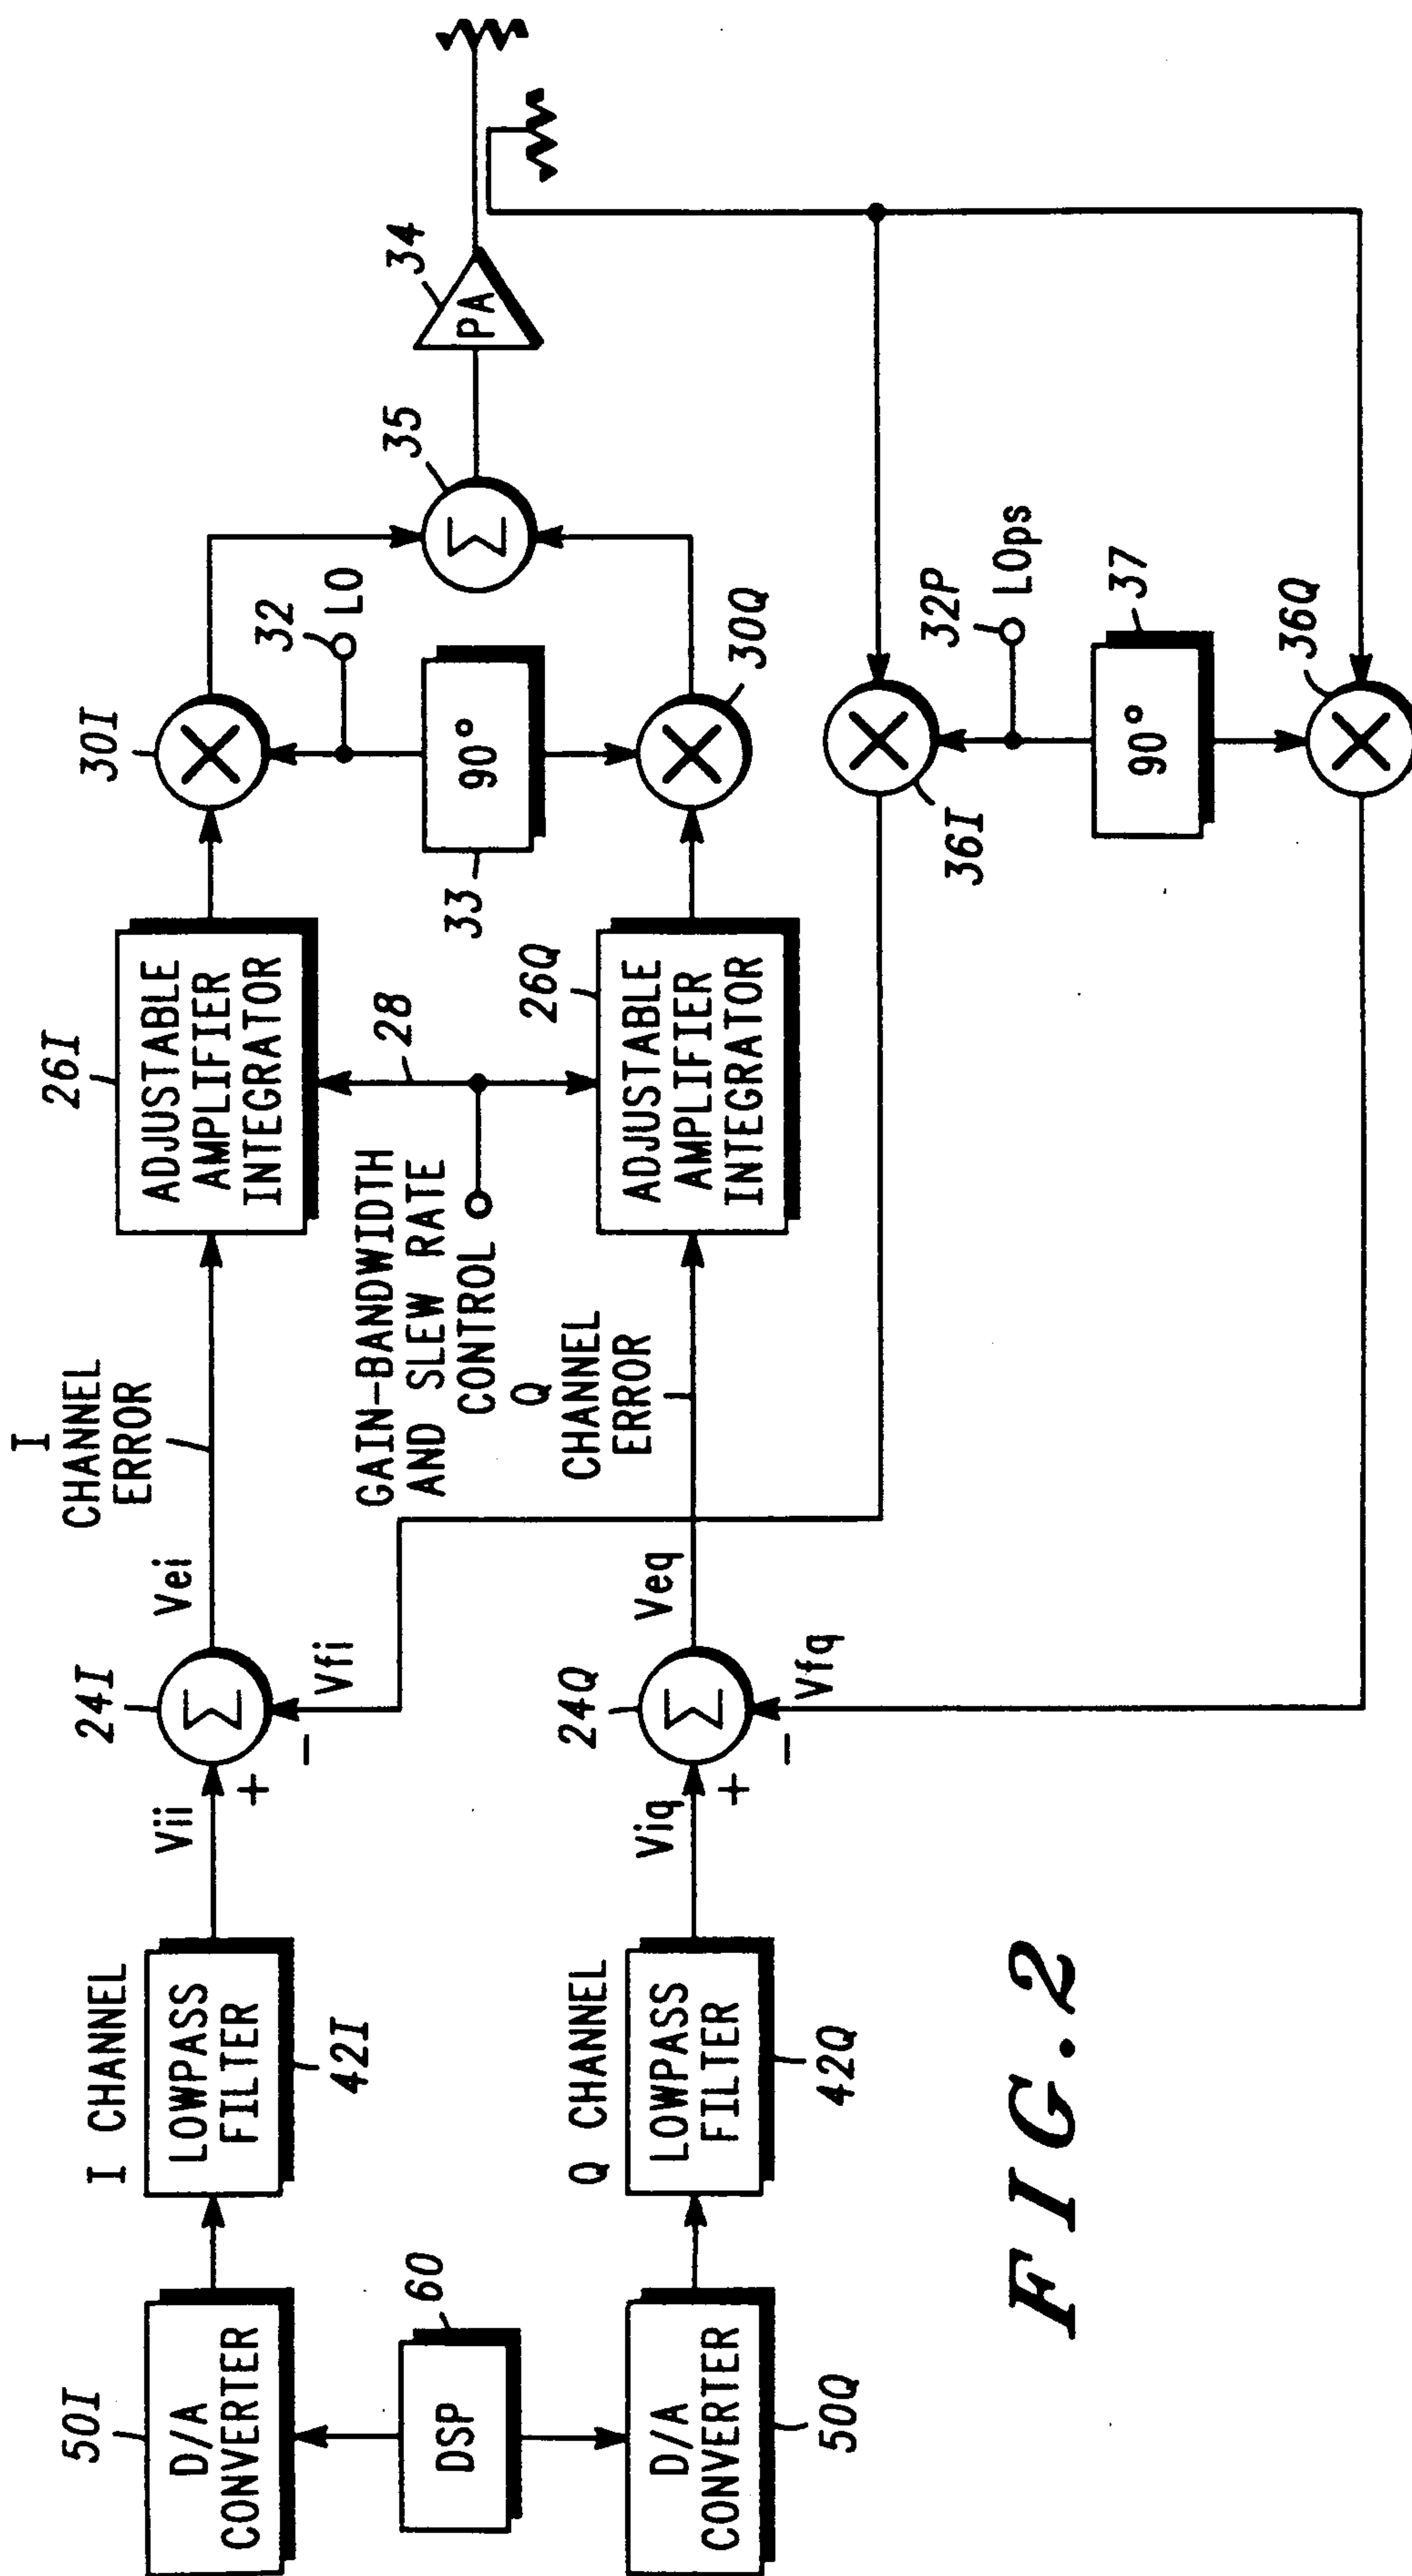 50I
D/A
CONVERTER
DSP
60
D/A
CONVERTER
50Q
I CHANNEL
LOWPASS
FILTER
42I
Q CHANNEL
LOWPASS
FILTER
42Q
Vii
+
24I
Σ
-
Vfi
Vei
I
CHANNEL
ERROR
Viq
+
24Q
Σ
-
Vfq
Veq
Q
CHANNEL
ERROR
GAIN-BANDWIDTH
AND SLEW RATE
CONTROL
28
26I
ADJUSTABLE
AMPLIFIER
INTEGRATOR
26Q
ADJUSTABLE
AMPLIFIER
INTEGRATOR
30I
32
LO
33
90°
30Q
35
Σ
34
PA
36I
32P
LOps
90°
37
36Q
FIG.2